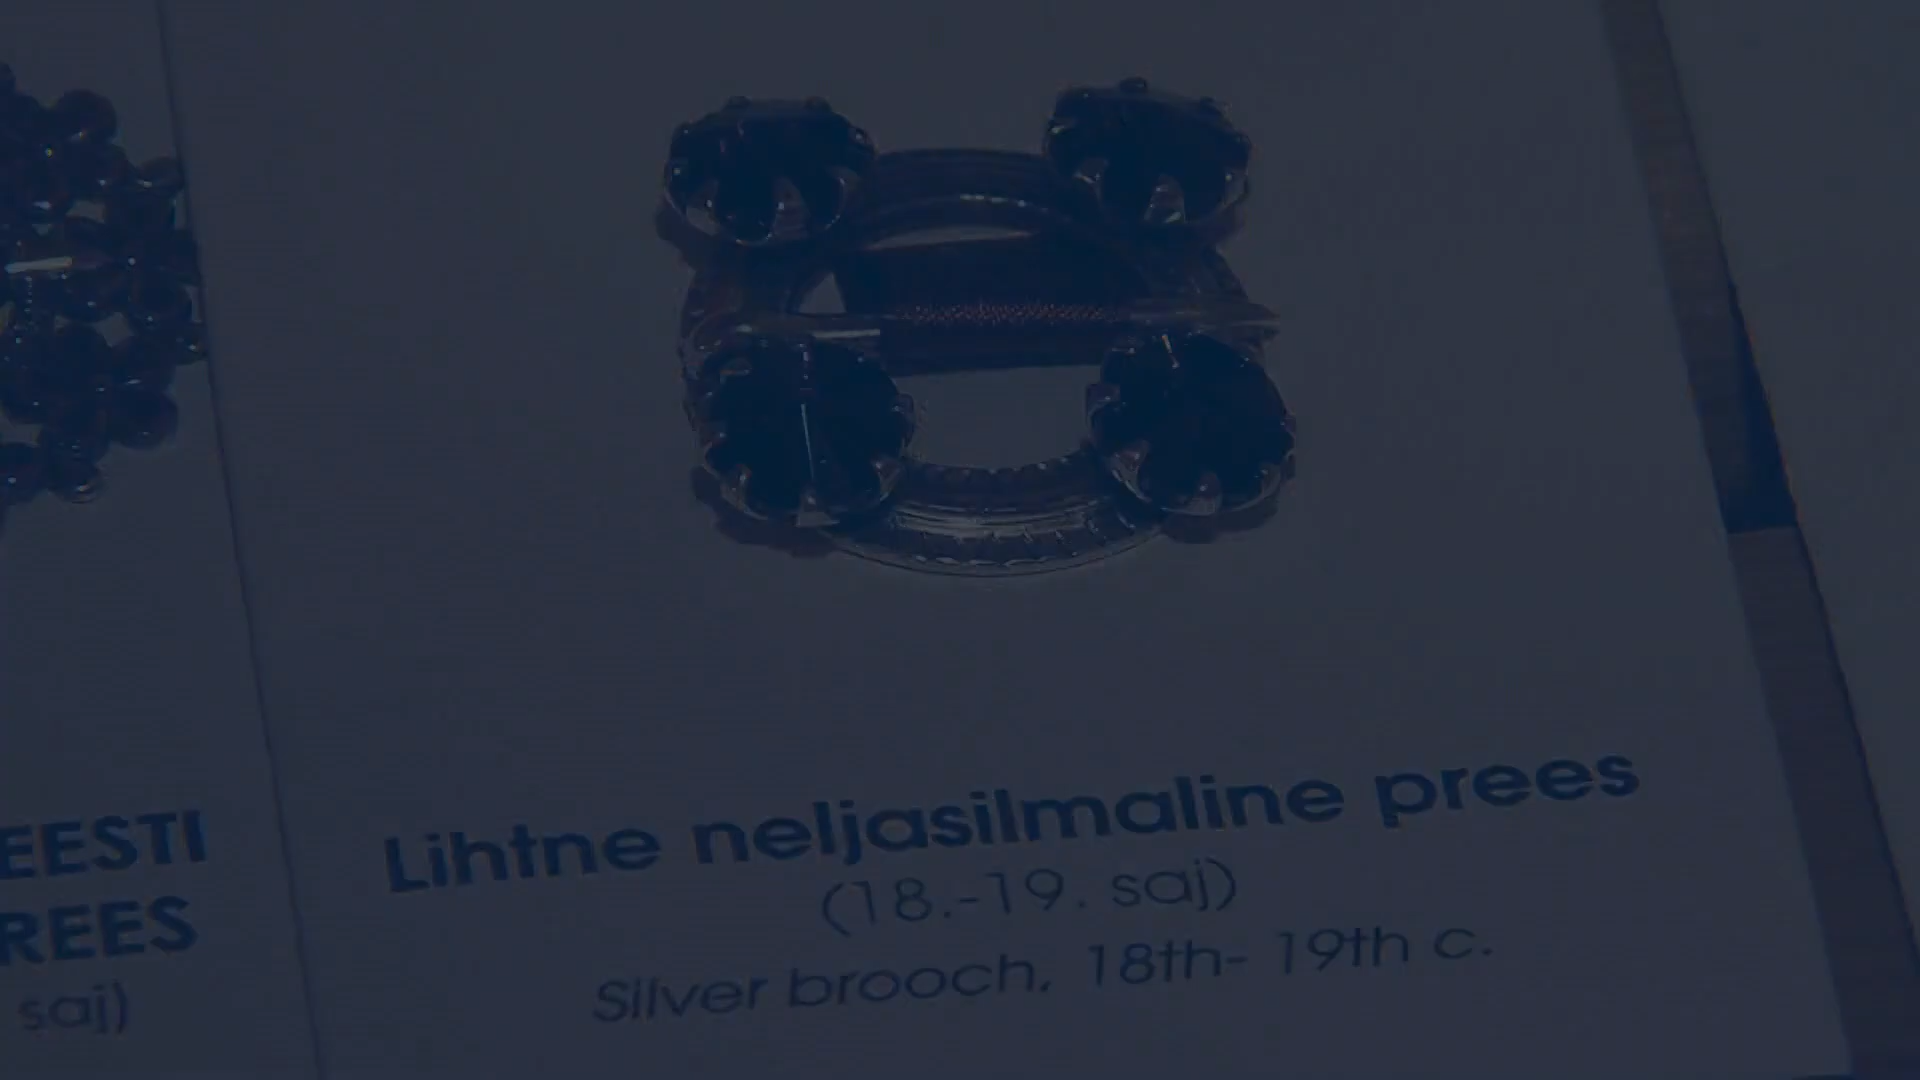 EESTI
REES
saj)
Lihtne neljasilmaline prees
(18.-19. saj)
Silver brooch, 18th- 19th c.